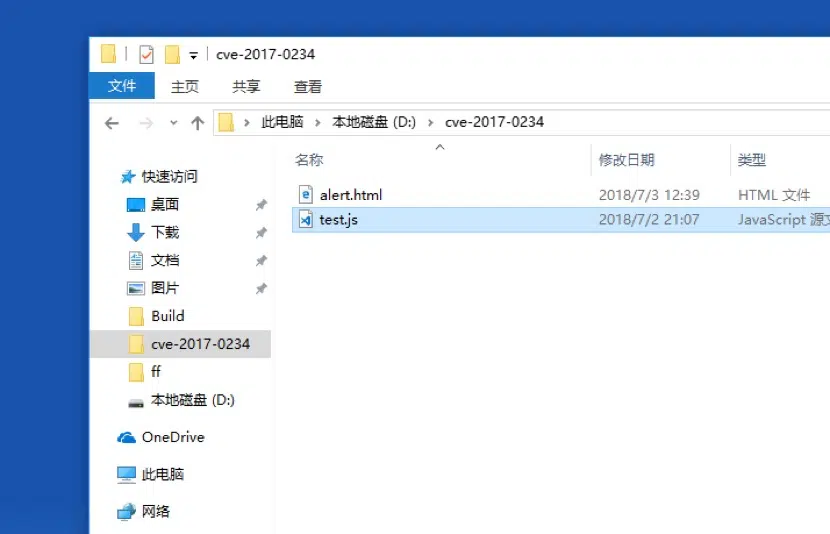 cve-2017-0234
文件 主页 共享 查看
此电脑 本地磁盘 (D:) cve-2017-0234
名称 修改日期 类型
快速访问
alert.html 2018/7/3 12:39 HTML 文件
桌面
test.js 2018/7/2 21:07 JavaScript 源文
下载
文档
图片
Build
cve-2017-0234
ff
本地磁盘 (D:)
OneDrive
此电脑
网络